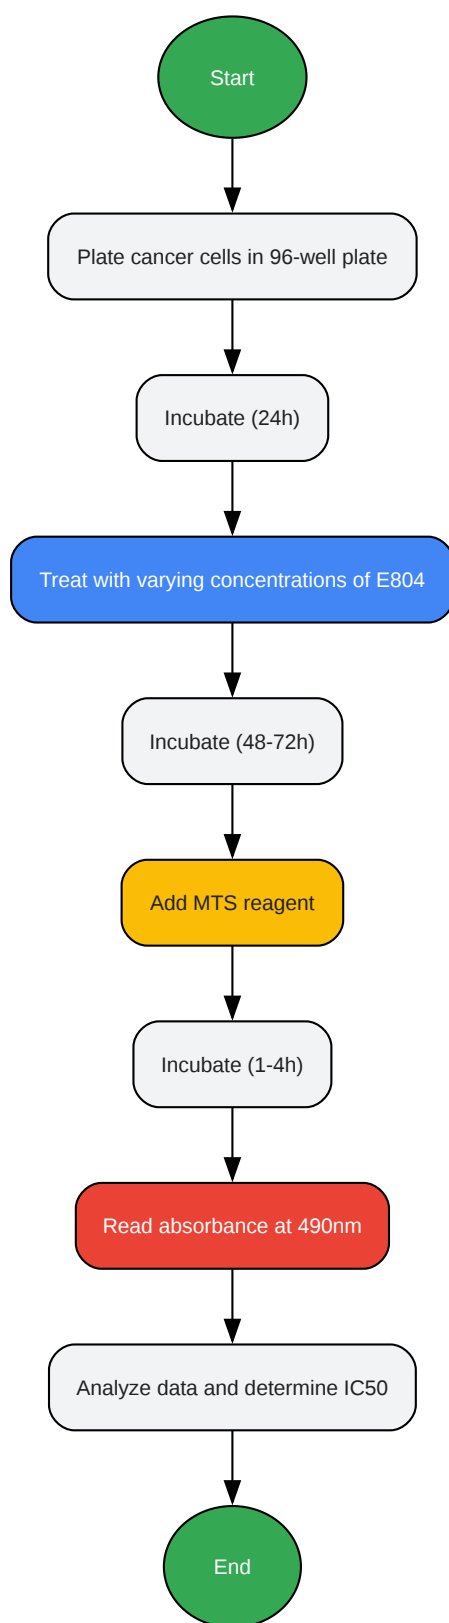 Start
Plate cancer cells in 96-well plate
Incubate (24h)
Treat with varying concentrations of E804
Incubate (48-72h)
Add MTS reagent
Incubate (1-4h)
Read absorbance at 490nm
Analyze data and determine IC50
End